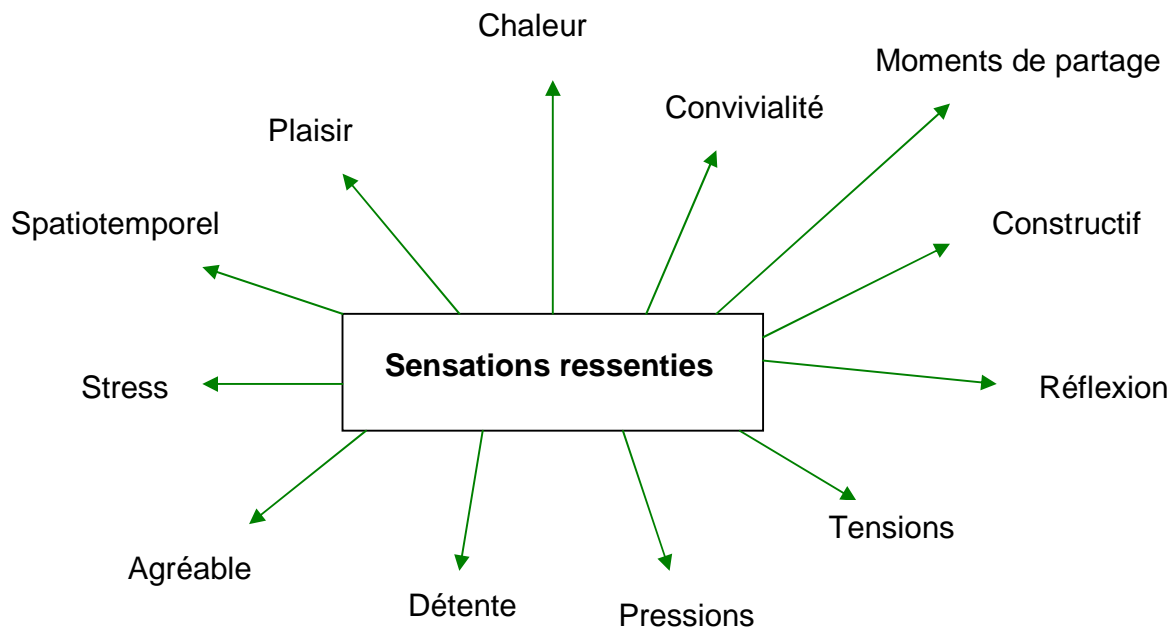 Chaleur
Moments de partage
Convivialité
Plaisir
Spatiotemporel
Constructif
Sensations ressenties
Stress
Réflexion
Tensions
Agréable
Détente
Pressions